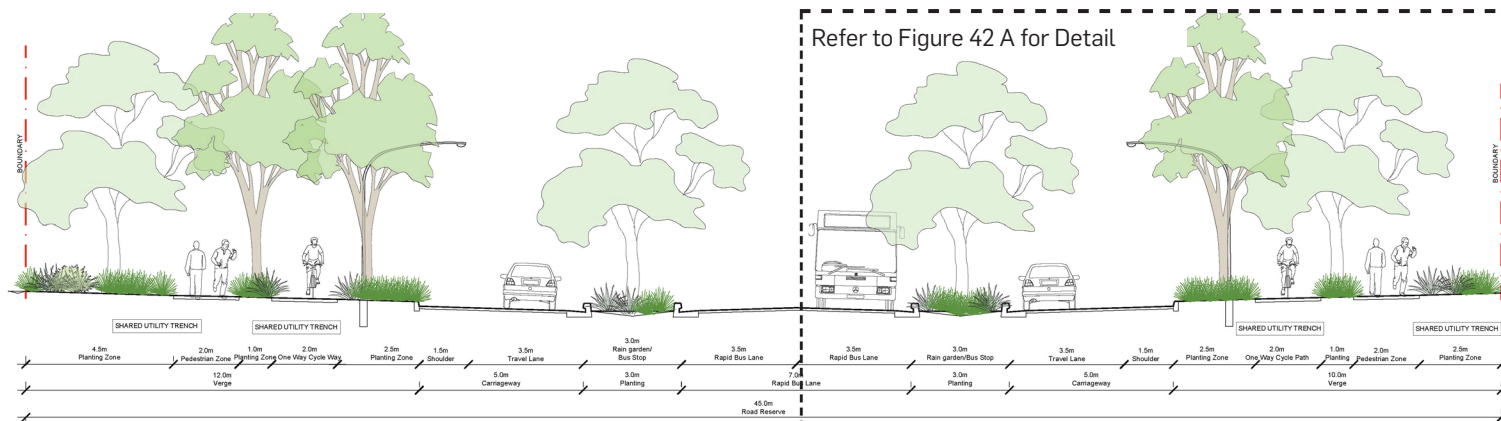 Refer to Figure 42 A for Detail
BOUNDARY
BOUNDARY
SHARED UTILITY TRENCH
SHARED UTILITY TRENCH
SHARED UTILITY TRENCH
SHARED UTILITY TRENCH
4.5m
Planting Zone
2.0m
Pedestrian Zone
1.0m
Planting Zone
2.0m
One Way Cycle Way
2.5m
Planting Zone
1.5m
Shoulder
3.5m
Travel Lane
3.0m
Rain garden/
Bus Stop
3.5m
Rapid Bus Lane
3.5m
Rapid Bus Lane
3.0m
Rain garden/Bus Stop
3.5m
Travel Lane
1.5m
Shoulder
2.5m
Planting Zone
2.0m
One Way Cycle Path
1.0m
Planting
2.0m
Pedestrian Zone
2.5m
Planting Zone
12.0m
Verge
5.0m
Carriageway
3.0m
Planting
7.0m
Rapid Bus Lane
3.0m
Planting
5.0m
Carriageway
10.0m
Verge
45.0m
Road Reserve